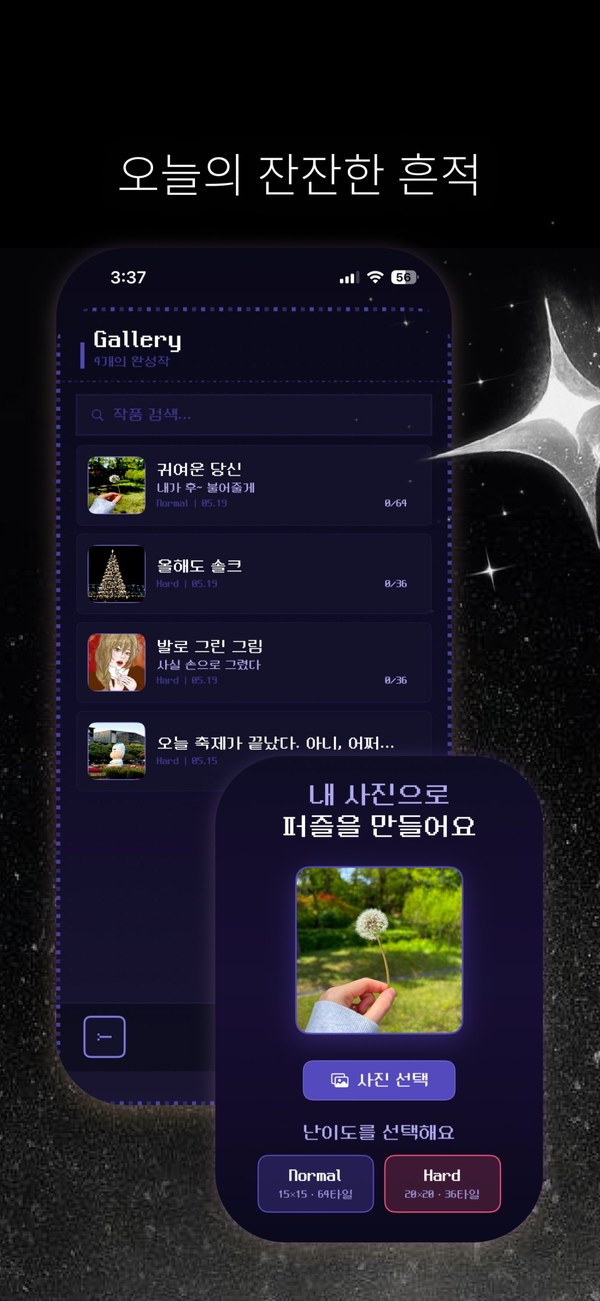 오늘의 잔잔한 흔적
3:37
56
Gallery
4개의 완성작
작품 검색...
귀여운 당신
내가 후~ 불어줄게
Normal | 05.19
0/64
올해도 솔크
Hard | 05.19
0/36
발로 그린 그림
사실 손으로 그렸다
Hard | 05.19
0/36
오늘 축제가 끝났다. 아니, 어쩌...
Hard | 05.15
내 사진으로
퍼즐을 만들어요
사진 선택
난이도를 선택해요
Normal
15×15 · 64타일
Hard
20×20 · 36타일